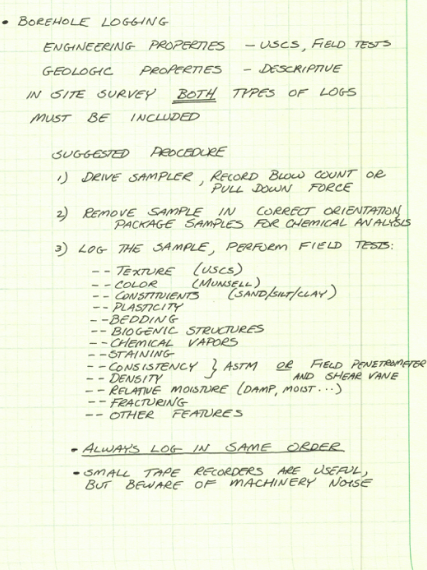 • BOREHOLE LOGGING
ENGINEERING PROPERTIES - USCS, FIELD TESTS
GEOLOGIC PROPERTIES - DESCRIPTIVE
IN SITE SURVEY BOTH TYPES OF LOGS
MUST BE INCLUDED
SUGGESTED PROCEDURE
1) DRIVE SAMPLER, RECORD BLOW COUNT OR
PULL DOWN FORCE
2) REMOVE SAMPLE IN CORRECT ORIENTATION,
PACKAGE SAMPLES FOR CHEMICAL ANALYSIS
3) LOG THE SAMPLE, PERFORM FIELD TESTS:
-- TEXTURE (USCS)
-- COLOR (MUNSELL)
-- CONSTITUENTS (SAND/SILT/CLAY)
-- PLASTICITY
-- BEDDING
-- BIOGENIC STRUCTURES
-- CHEMICAL VAPORS
-- STAINING
-- CONSISTENCY } ASTM OR FIELD PENETROMETER
-- DENSITY AND SHEAR VANE
-- RELATIVE MOISTURE (DAMP, MOIST...)
-- FRACTURING
-- OTHER FEATURES
• ALWAYS LOG IN SAME ORDER
• SMALL TAPE RECORDERS ARE USEFUL,
BUT BEWARE OF MACHINERY NOISE